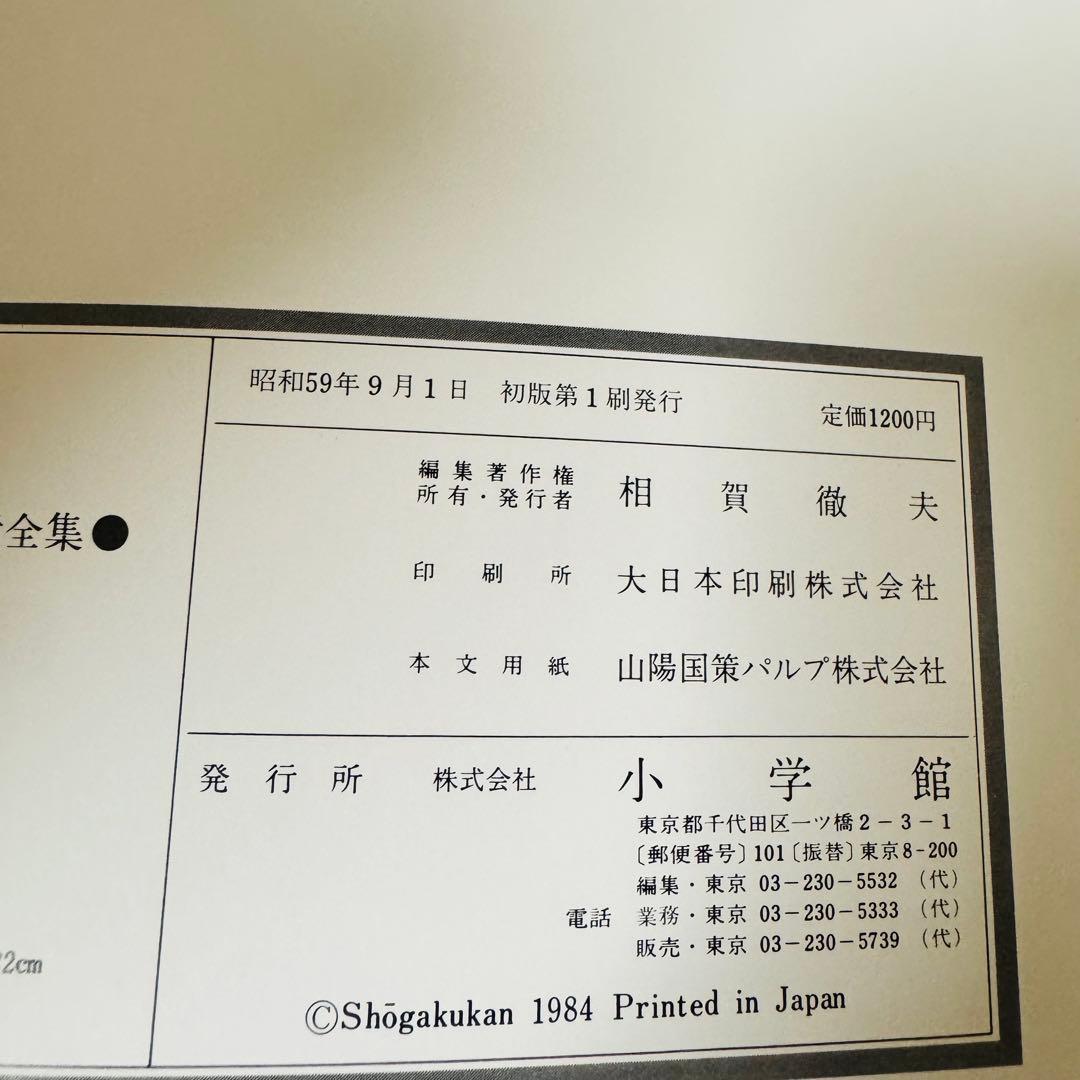 全集●
2cm
昭和59年9月1日 初版第1刷発行
定価1200円
編集著作権
所有・発行者 相賀徹夫
印刷所 大日本印刷株式会社
本文用紙 山陽国策パルプ株式会社
発行所 株式会社 小学館
東京都千代田区一ツ橋2-3-1
〔郵便番号〕101〔振替〕東京8-200
編集・東京 03-230-5532 (代)
電話 業務・東京 03-230-5333 (代)
販売・東京 03-230-5739 (代)
©Shōgakukan 1984 Printed in Japan